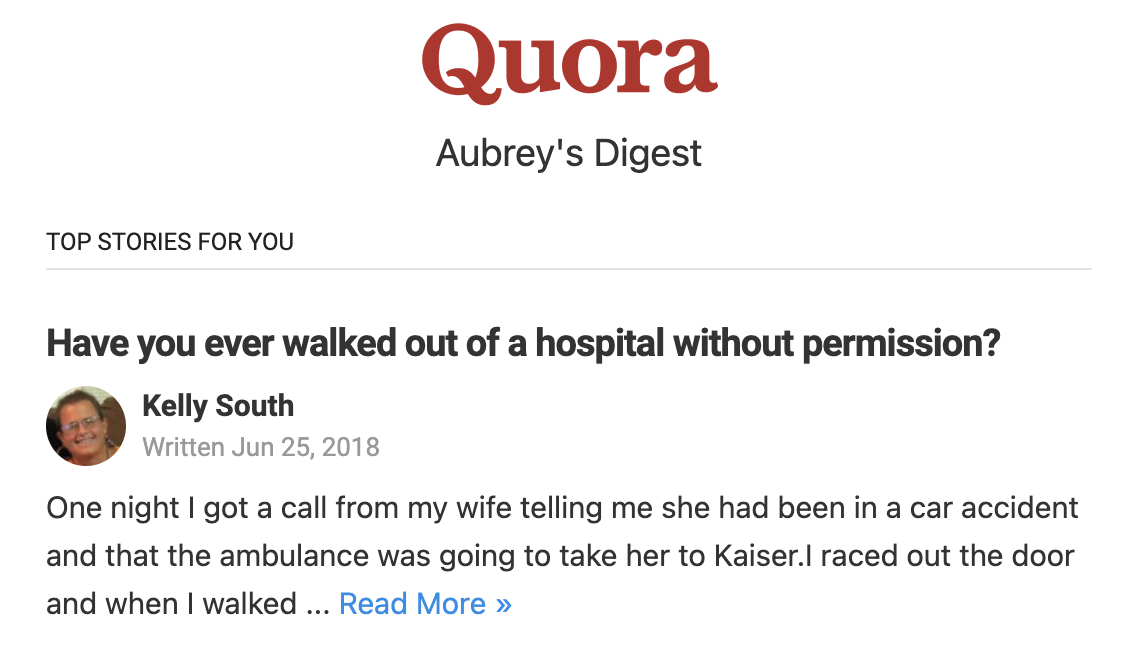 Quora
Aubrey's Digest
TOP STORIES FOR YOU
Have you ever walked out of a hospital without permission?
Kelly South
Written Jun 25, 2018
One night I got a call from my wife telling me she had been in a car accident
and that the ambulance was going to take her to Kaiser.I raced out the door
and when I walked ... Read More »